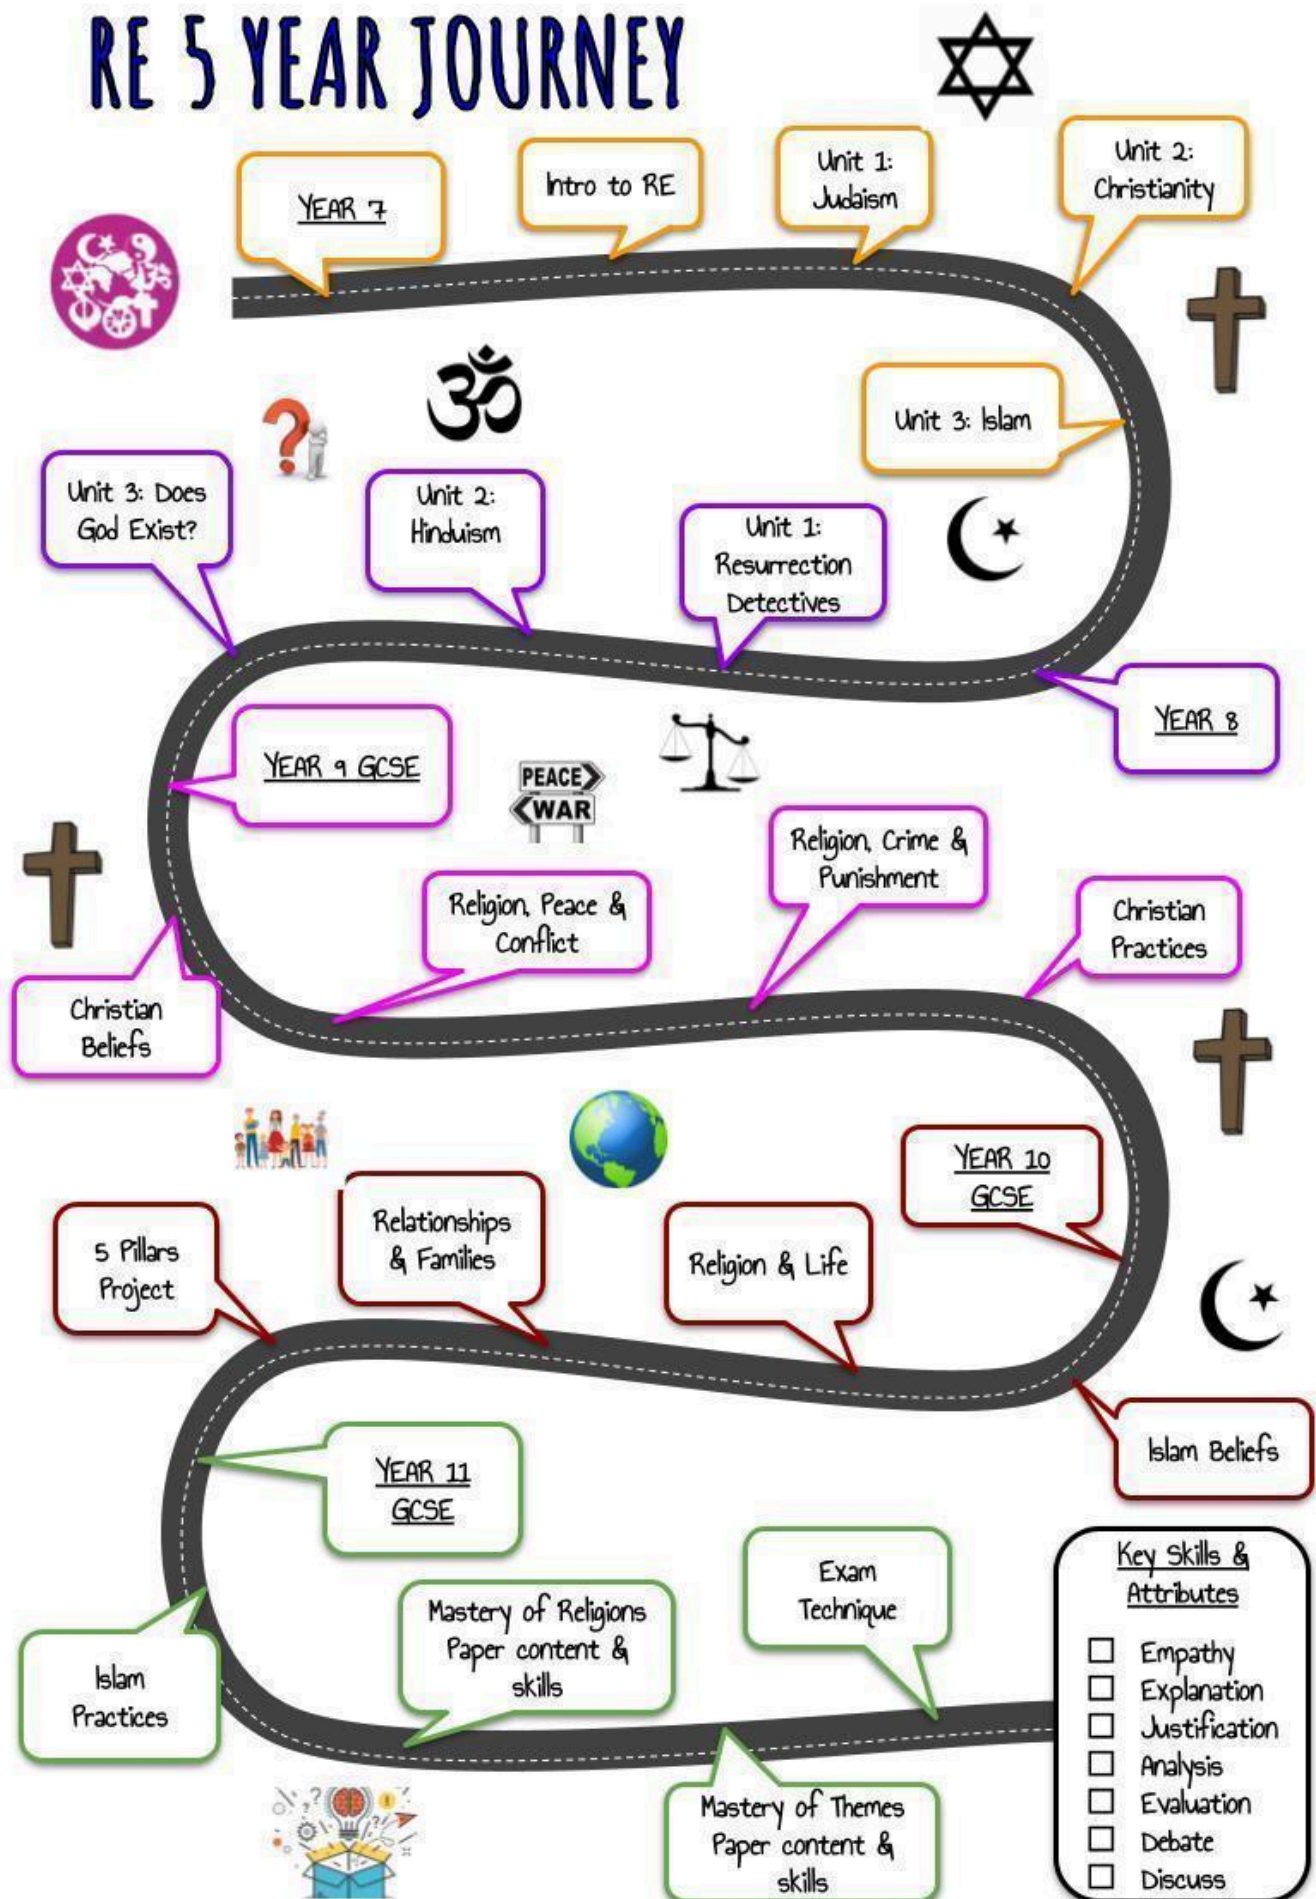 RE 5 YEAR JOURNEY
YEAR 7
Intro to RE
Unit 1:
Judaism
Unit 2:
Christianity
Unit 3: Islam
YEAR 8
Unit 1:
Resurrection
Detectives
Unit 2:
Hinduism
Unit 3: Does
God Exist?
YEAR 9 GCSE
PEACE
WAR
Christian
Beliefs
Religion, Peace &
Conflict
Religion, Crime &
Punishment
Christian
Practices
YEAR 10
GCSE
Islam Beliefs
Religion & Life
Relationships
& Families
5 Pillars
Project
YEAR 11
GCSE
Islam
Practices
Mastery of Religions
Paper content &
skills
Mastery of Themes
Paper content &
skills
Exam
Technique
Key Skills &
Attributes
Empathy
Explanation
Justification
Analysis
Evaluation
Debate
Discuss